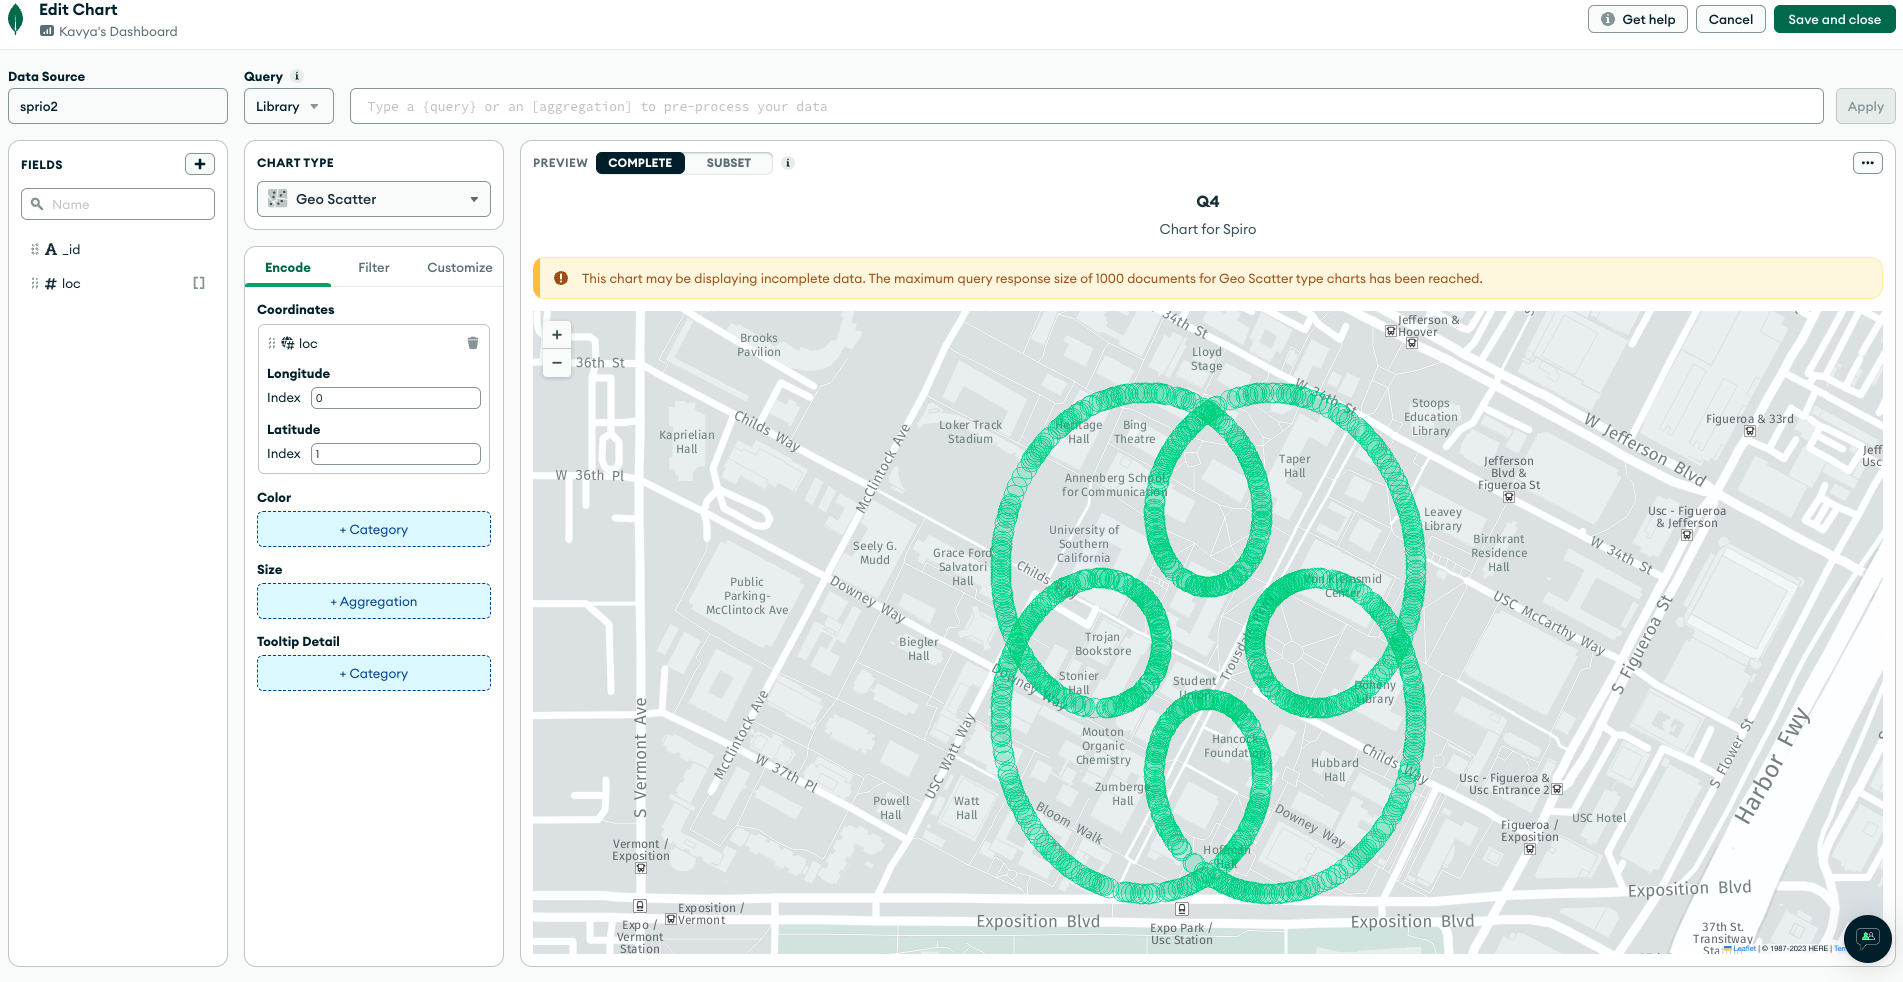 Edit Chart
Kavya's Dashboard
Get help
Cancel
Save and close
Data Source
Query
sprio2
Library
Type a {query} or an [aggregation] to pre-process your data
Apply
FIELDS
Name
_id
loc
CHART TYPE
Geo Scatter
Encode
Filter
Customize
Coordinates
loc
Longitude
Index 0
Latitude
Index 1
Color
+ Category
Size
+ Aggregation
Tooltip Detail
+ Category
PREVIEW
COMPLETE
SUBSET
Q4
Chart for Spiro
This chart may be displaying incomplete data. The maximum query response size of 1000 documents for Geo Scatter type charts has been reached.
+
−
36th St
Brooks
Pavilion
34th St
Lloyd
Stage
Jefferson &
Hoover
W 34th St
Stoops
Education
Library
W Jefferson Blvd
Figueroa & 33rd
Jeff
Usc
Kaprielian
Hall
Childs Way
McClintock Ave
Loker Track
Stadium
Heritage
Hall
Bing
Theatre
Taper
Hall
Jefferson
Blvd &
Figueroa St
W 36th Pl
Annenberg School
for Communication
Leavey
Library
Usc - Figueroa
& Jefferson
University of
Southern
California
Birnkrant
Residence
Hall
W 34th St
Seely G.
Mudd
Grace Ford
Salvatori
Hall
Childs Way
Von Kleinsmid
Center
Public
Parking-
McClintock Ave
Downey Way
USC McCarthy Way
S Figueroa St
Biegler
Hall
Trojan
Bookstore
Stonier
Hall
Downey Way
Student
Union
Doheny
Library
S Vermont Ave
McClintock Ave
USC Watt Way
Mouton
Organic
Chemistry
Hancock
Foundation
Hubbard
Hall
Childs Way
S Flower St
Harbor Fwy
W 37th Pl
Zumberge
Hall
Usc - Figueroa &
Usc Entrance 2
Powell
Hall
Watt
Hall
Bloom Walk
Downey Way
Figueroa /
Exposition
USC Hotel
Vermont /
Exposition
Hoffman
Hall
Exposition Blvd
Exposition /
Vermont
Exposition Blvd
Exposition Blvd
Expo /
Vermont
Station
Expo Park /
Usc Station
37th St.
Transitway
Leaflet | © 1987-2023 HERE |